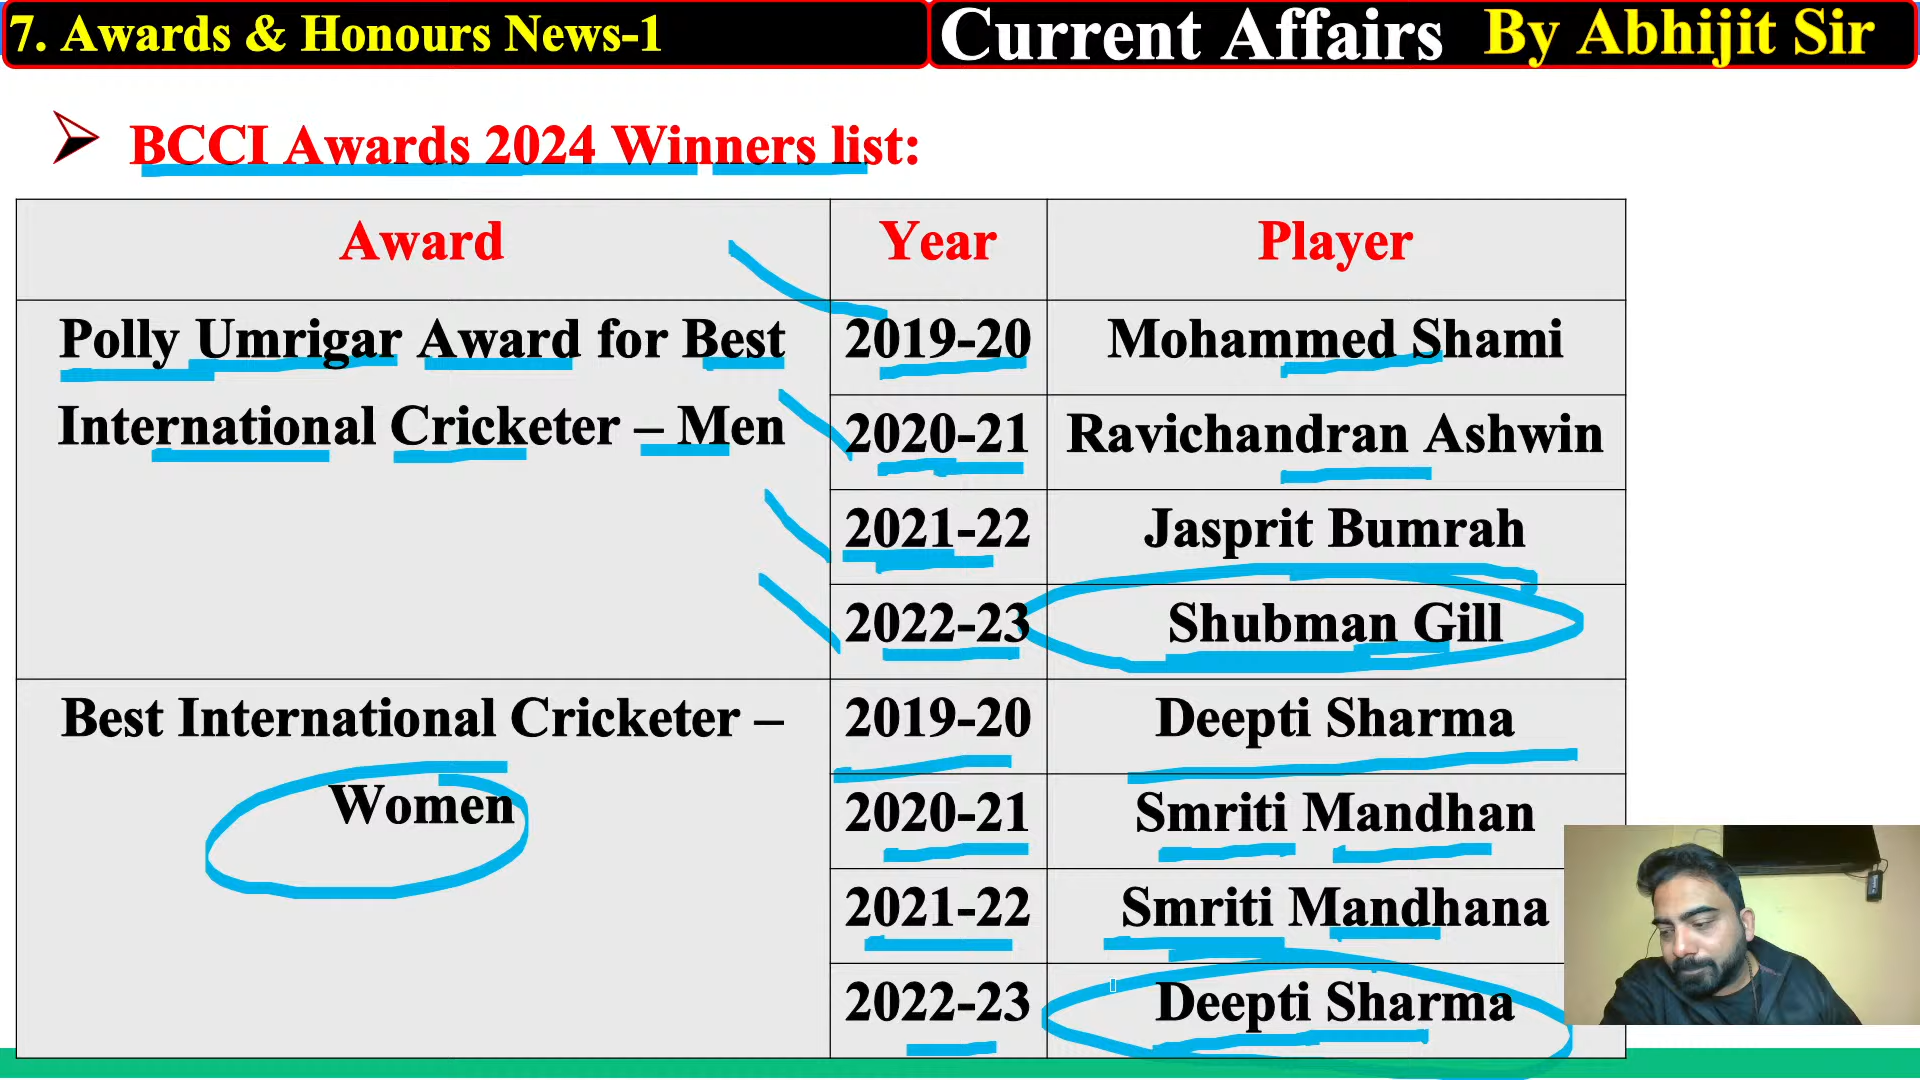 7. Awards & Honours News-1
Current Affairs By Abhijit Sir
BCCI Awards 2024 Winners list:
Award Year Player
Polly Umrigar Award for Best
International Cricketer – Men
2019-20 Mohammed Shami
2020-21 Ravichandran Ashwin
2021-22 Jasprit Bumrah
2022-23 Shubman Gill
Best International Cricketer –
Women
2019-20 Deepti Sharma
2020-21 Smriti Mandhan
2021-22 Smriti Mandhana
2022-23 Deepti Sharma